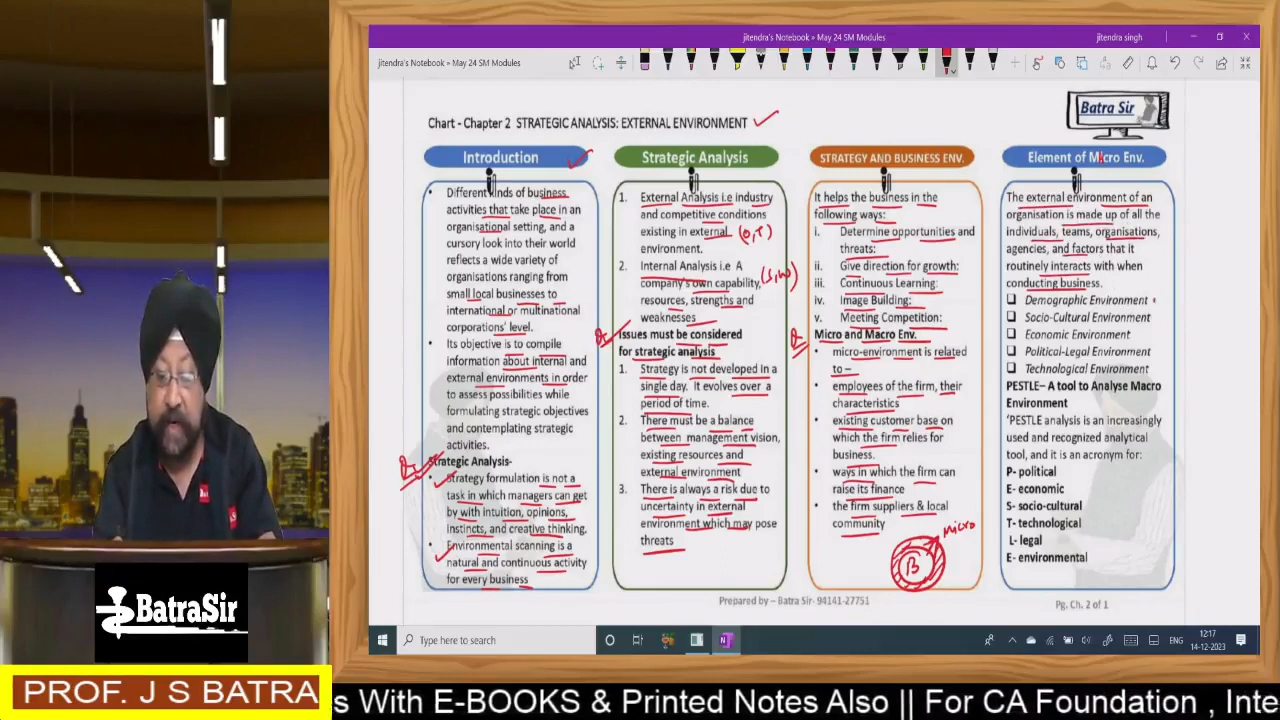 jitendra's Notebook » May 24 SM Modules
jitendra singh
jitendra's Notebook » May 24 SM Modules
Chart - Chapter 2 STRATEGIC ANALYSIS: EXTERNAL ENVIRONMENT
Batra Sir
Introduction
Different kinds of business
activities that take place in an
organisational setting, and a
cursory look into their world
reflects a wide variety of
organisations ranging from
small local businesses to
international or multinational
corporations' level.
Its objective is to compile
information about internal and
external environments in order
to assess possibilities while
formulating strategic objectives
and contemplating strategic
activities.
Strategic Analysis-
Strategy formulation is not a
task in which managers can get
by with intuition, opinions,
instincts, and creative thinking.
Environmental scanning is a
natural and continuous activity
for every business
Strategic Analysis
1. External Analysis i.e industry
and competitive conditions
existing in external (O,T)
environment.
2. Internal Analysis i.e A
company's own capability, (S,W)
resources, strengths and
weaknesses
Issues must be considered
for strategic analysis
1. Strategy is not developed in a
single day. It evolves over a
period of time.
2. There must be a balance
between management vision,
existing resources and
external environment
3. There is always a risk due to
uncertainty in external
environment which may pose
threats
STRATEGY AND BUSINESS ENV.
It helps the business in the
following ways:
i. Determine opportunities and
threats:
ii. Give direction for growth:
iii. Continuous Learning:
iv. Image Building:
v. Meeting Competition:
Micro and Macro Env.
micro-environment is related
to –
employees of the firm, their
characteristics
existing customer base on
which the firm relies for
business.
ways in which the firm can
raise its finance
the firm suppliers & local
community
Micro
B
Element of Micro Env.
The external environment of an
organisation is made up of all the
individuals, teams, organisations,
agencies, and factors that it
routinely interacts with when
conducting business.
Demographic Environment
Socio-Cultural Environment
Economic Environment
Political-Legal Environment
Technological Environment
PESTLE– A tool to Analyse Macro
Environment
'PESTLE analysis is an increasingly
used and recognized analytical
tool, and it is an acronym for:
P- political
E- economic
S- socio-cultural
T- technological
L- legal
E- environmental
Prepared by – Batra Sir- 94141-27751
Pg. Ch. 2 of 1
Type here to search
ENG
12:17
14-12-2023
BatraSir
PROF. J S BATRA
s With E-BOOKS & Printed Notes Also || For CA Foundation , Inte